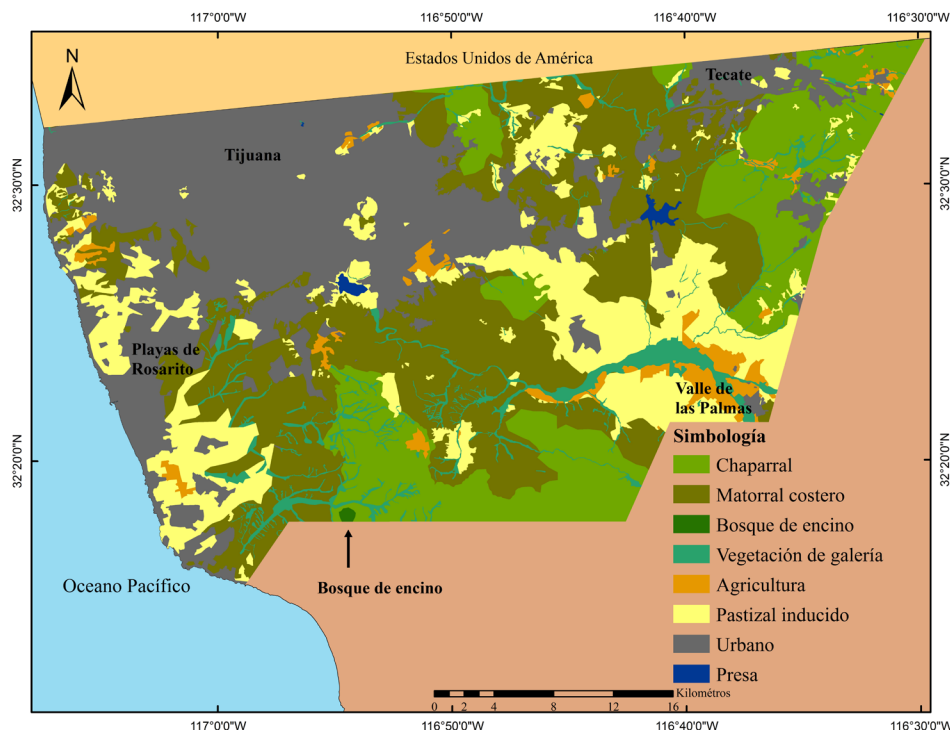 117°0'0"W
116°50'0"W
116°40'0"W
116°30'0"W
N
Estados Unidos de América
Tecate
Tijuana
32°30'0"N
32°30'0"N
Playas de
Rosarito
Valle de
las Palmas
32°20'0"N
32°20'0"N
Simbología
Chaparral
Matorral costero
Bosque de encino
Vegetación de galería
Agricultura
Pastizal inducido
Urbano
Presa
Oceano Pacífico
Bosque de encino
Kilométros
0 2 4 8 12 16
117°0'0"W
116°50'0"W
116°40'0"W
116°30'0"W